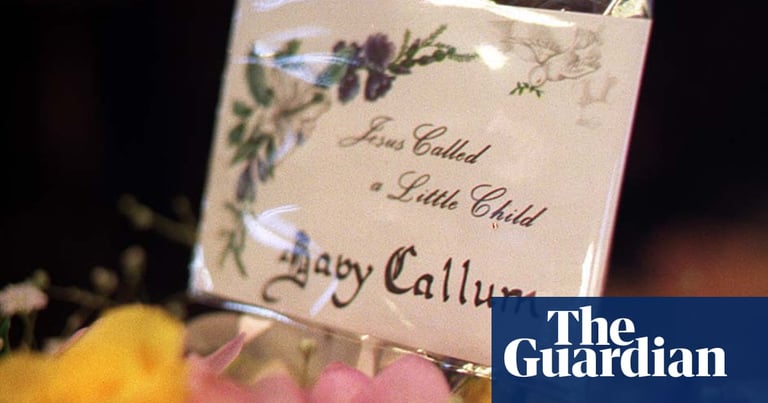 Jesus Called
a Little Child
Baby Callum
The
Guardian